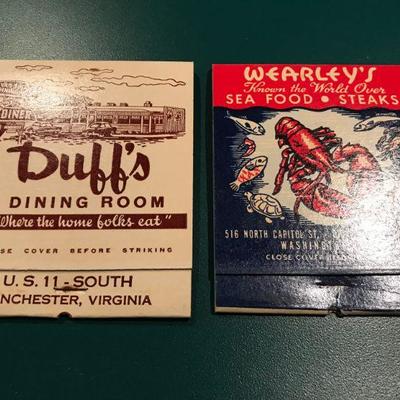 DINER
Duff's
DINING ROOM
Where the home folks eat"
SE COVER BEFORE STRIKING
U.S. 11 - SOUTH
NCHESTER, VIRGINIA
WEARLEY'S
Known the World Over
SEA FOOD • STEAKS
516 NORTH CAPITOL ST.
WASHINGT
CLOSE COVER